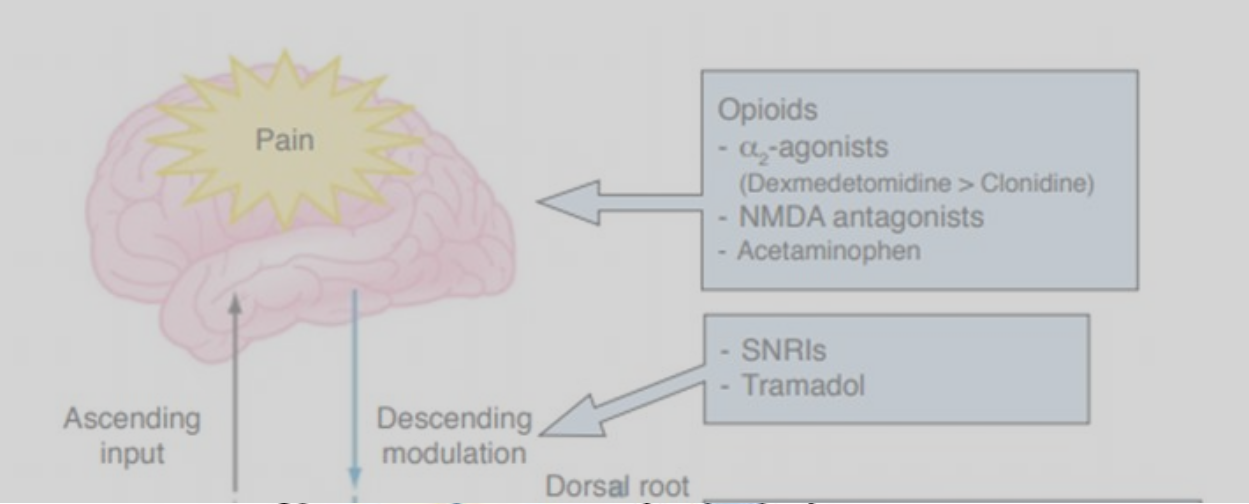 Pain
Opioids
- α₂-agonists
(Dexmedetomidine > Clonidine)
- NMDA antagonists
- Acetaminophen
- SNRIs
- Tramadol
Ascending
input
Descending
modulation
Dorsal root